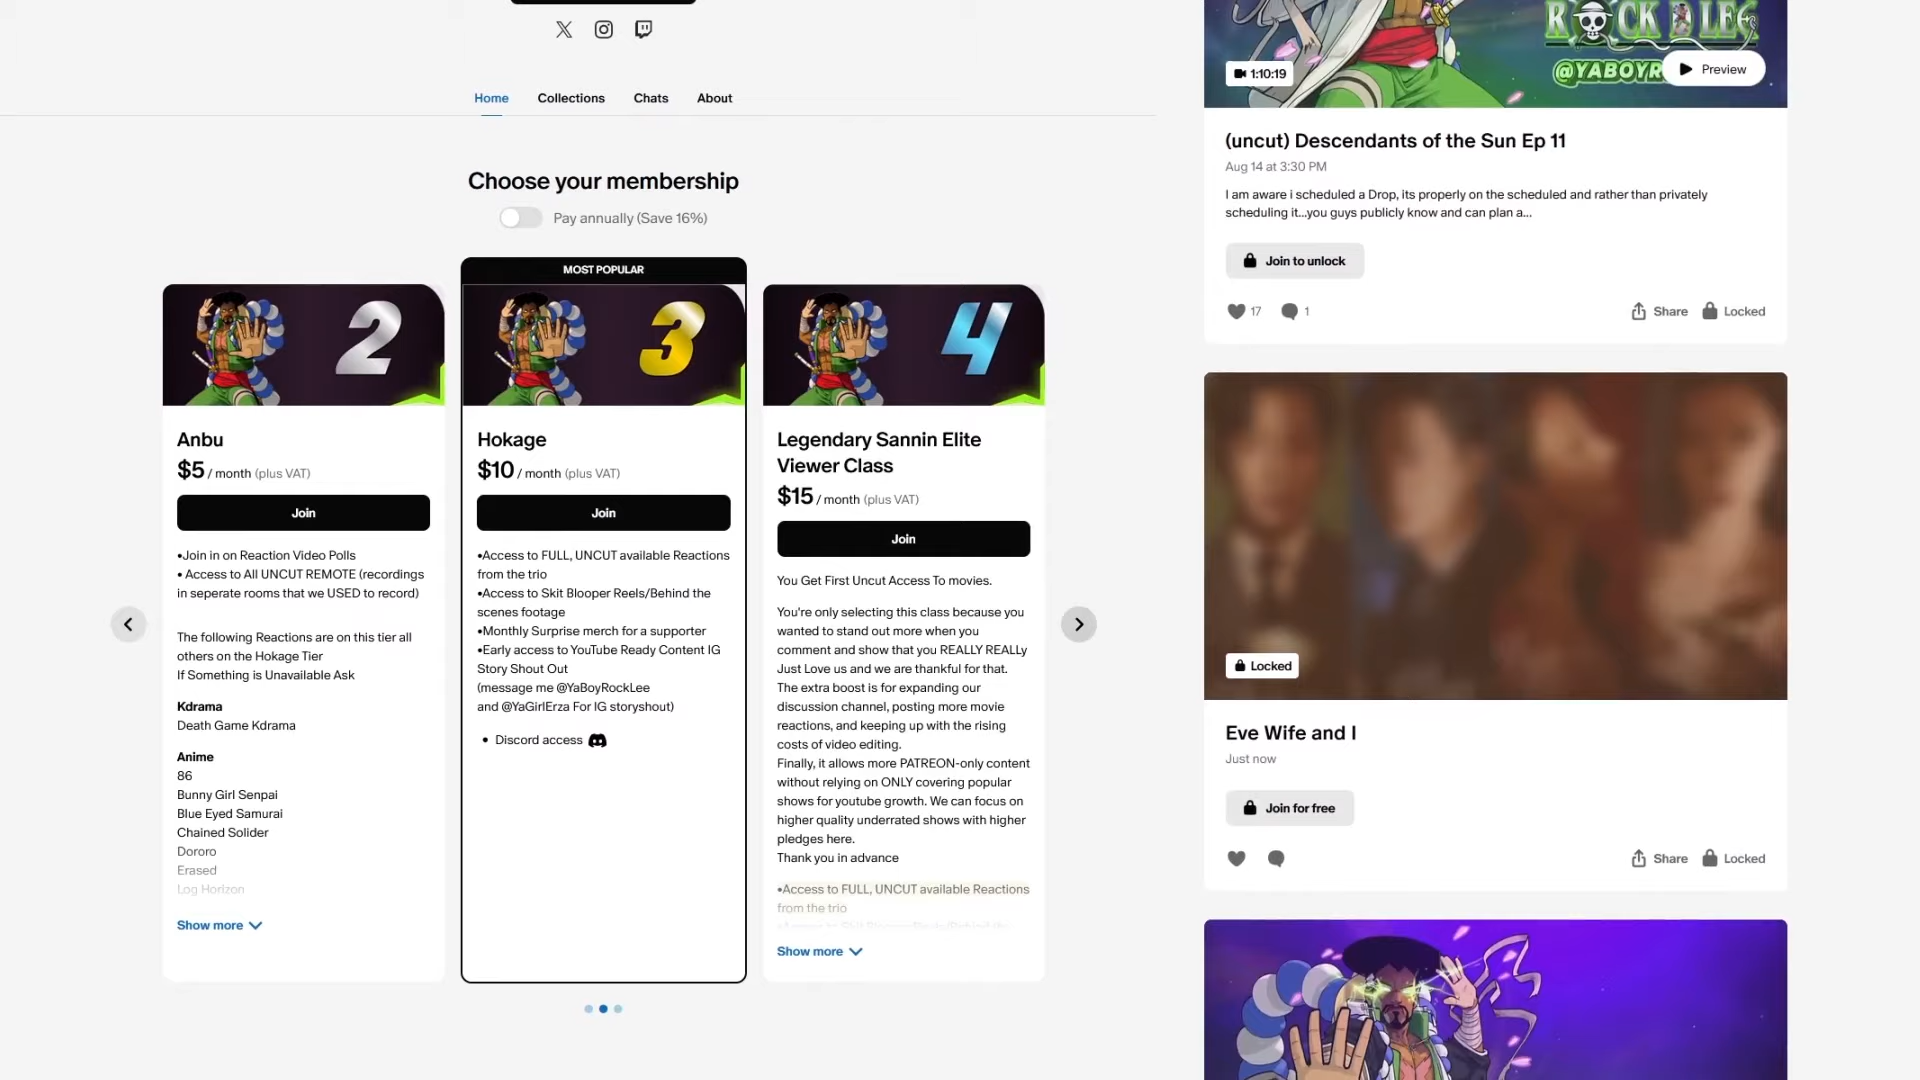 Home
Collections
Chats
About
Choose your membership
Pay annually (Save 16%)
2
Anbu
$5 / month (plus VAT)
Join
•Join in on Reaction Video Polls
• Access to All UNCUT REMOTE (recordings
in seperate rooms that we USED to record)
The following Reactions are on this tier all
others on the Hokage Tier
If Something is Unavailable Ask
Kdrama
Death Game Kdrama
Anime
86
Bunny Girl Senpai
Blue Eyed Samurai
Chained Solider
Dororo
Erased
Log Horizon
Show more
MOST POPULAR
3
Hokage
$10 / month (plus VAT)
Join
•Access to FULL, UNCUT available Reactions
from the trio
•Access to Skit Blooper Reels/Behind the
scenes footage
•Monthly Surprise merch for a supporter
•Early access to YouTube Ready Content IG
Story Shout Out
(message me @YaBoyRockLee
and @YaGirlErza For IG storyshout)
• Discord access
4
Legendary Sannin Elite
Viewer Class
$15 / month (plus VAT)
Join
You Get First Uncut Access To movies.
You're only selecting this class because you
wanted to stand out more when you
comment and show that you REALLY REALLy
Just Love us and we are thankful for that.
The extra boost is for expanding our
discussion channel, posting more movie
reactions, and keeping up with the rising
costs of video editing.
Finally, it allows more PATREON-only content
without relying on ONLY covering popular
shows for youtube growth. We can focus on
higher quality underrated shows with higher
pledges here.
Thank you in advance
•Access to FULL, UNCUT available Reactions
from the trio
Show more
ROCK D LEE
@YABOYR
1:10:19
Preview
(uncut) Descendants of the Sun Ep 11
Aug 14 at 3:30 PM
I am aware i scheduled a Drop, its properly on the scheduled and rather than privately
scheduling it...you guys publicly know and can plan a...
Join to unlock
17
1
Share
Locked
Locked
Eve Wife and I
Just now
Join for free
Share
Locked